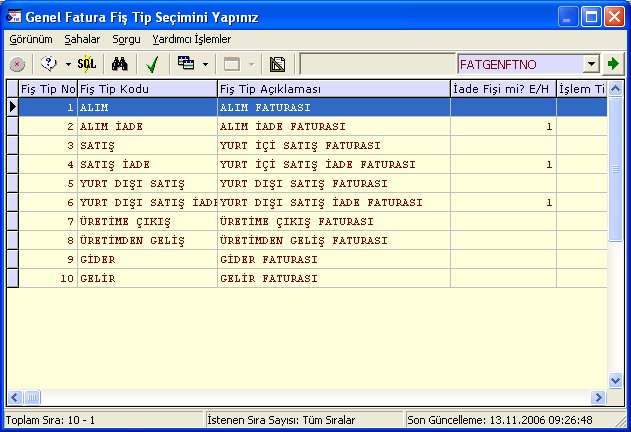 Genel Fatura Fiş Tip Seçimini Yapınız
Görünüm Sahalar Sorgu Yardımcı İşlemler
SQL FATGENFTNO
Fiş Tip No Fiş Tip Kodu Fiş Tip Açıklaması İade Fişi mi? E/H İşlem Ti
1 ALIM ALIM FATURASI
2 ALIM İADE ALIM İADE FATURASI 1
3 SATIŞ YURT İÇİ SATIŞ FATURASI
4 SATIŞ İADE YURT İÇİ SATIŞ İADE FATURASI 1
5 YURT DIŞI SATIŞ YURT DIŞI SATIŞ FATURASI
6 YURT DIŞI SATIŞ İADE YURT DIŞI SATIŞ İADE FATURASI 1
7 ÜRETİME ÇIKIŞ ÜRETİME ÇIKIŞ FATURASI
8 ÜRETİMDEN GELİŞ ÜRETİMDEN GELİŞ FATURASI
9 GİDER GİDER FATURASI
10 GELİR GELİR FATURASI
Toplam Sıra: 10 - 1 İstenen Sıra Sayısı: Tüm Sıralar Son Güncelleme: 13.11.2006 09:26:48